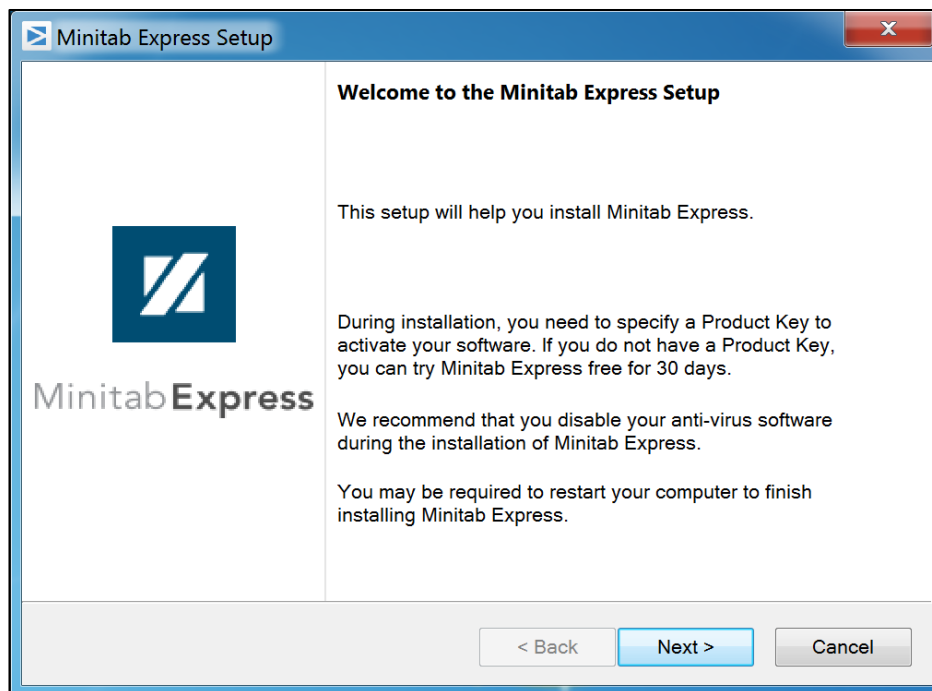 Minitab Express Setup
x
Welcome to the Minitab Express Setup
This setup will help you install Minitab Express.
During installation, you need to specify a Product Key to
activate your software. If you do not have a Product Key,
you can try Minitab Express free for 30 days.
Minitab Express
We recommend that you disable your anti-virus software
during the installation of Minitab Express.
You may be required to restart your computer to finish
installing Minitab Express.
< Back Next > Cancel